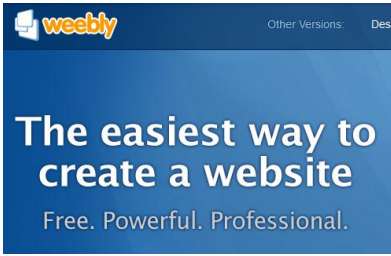 weebly
Other Versions:
The easiest way to
create a website
Free. Powerful. Professional.